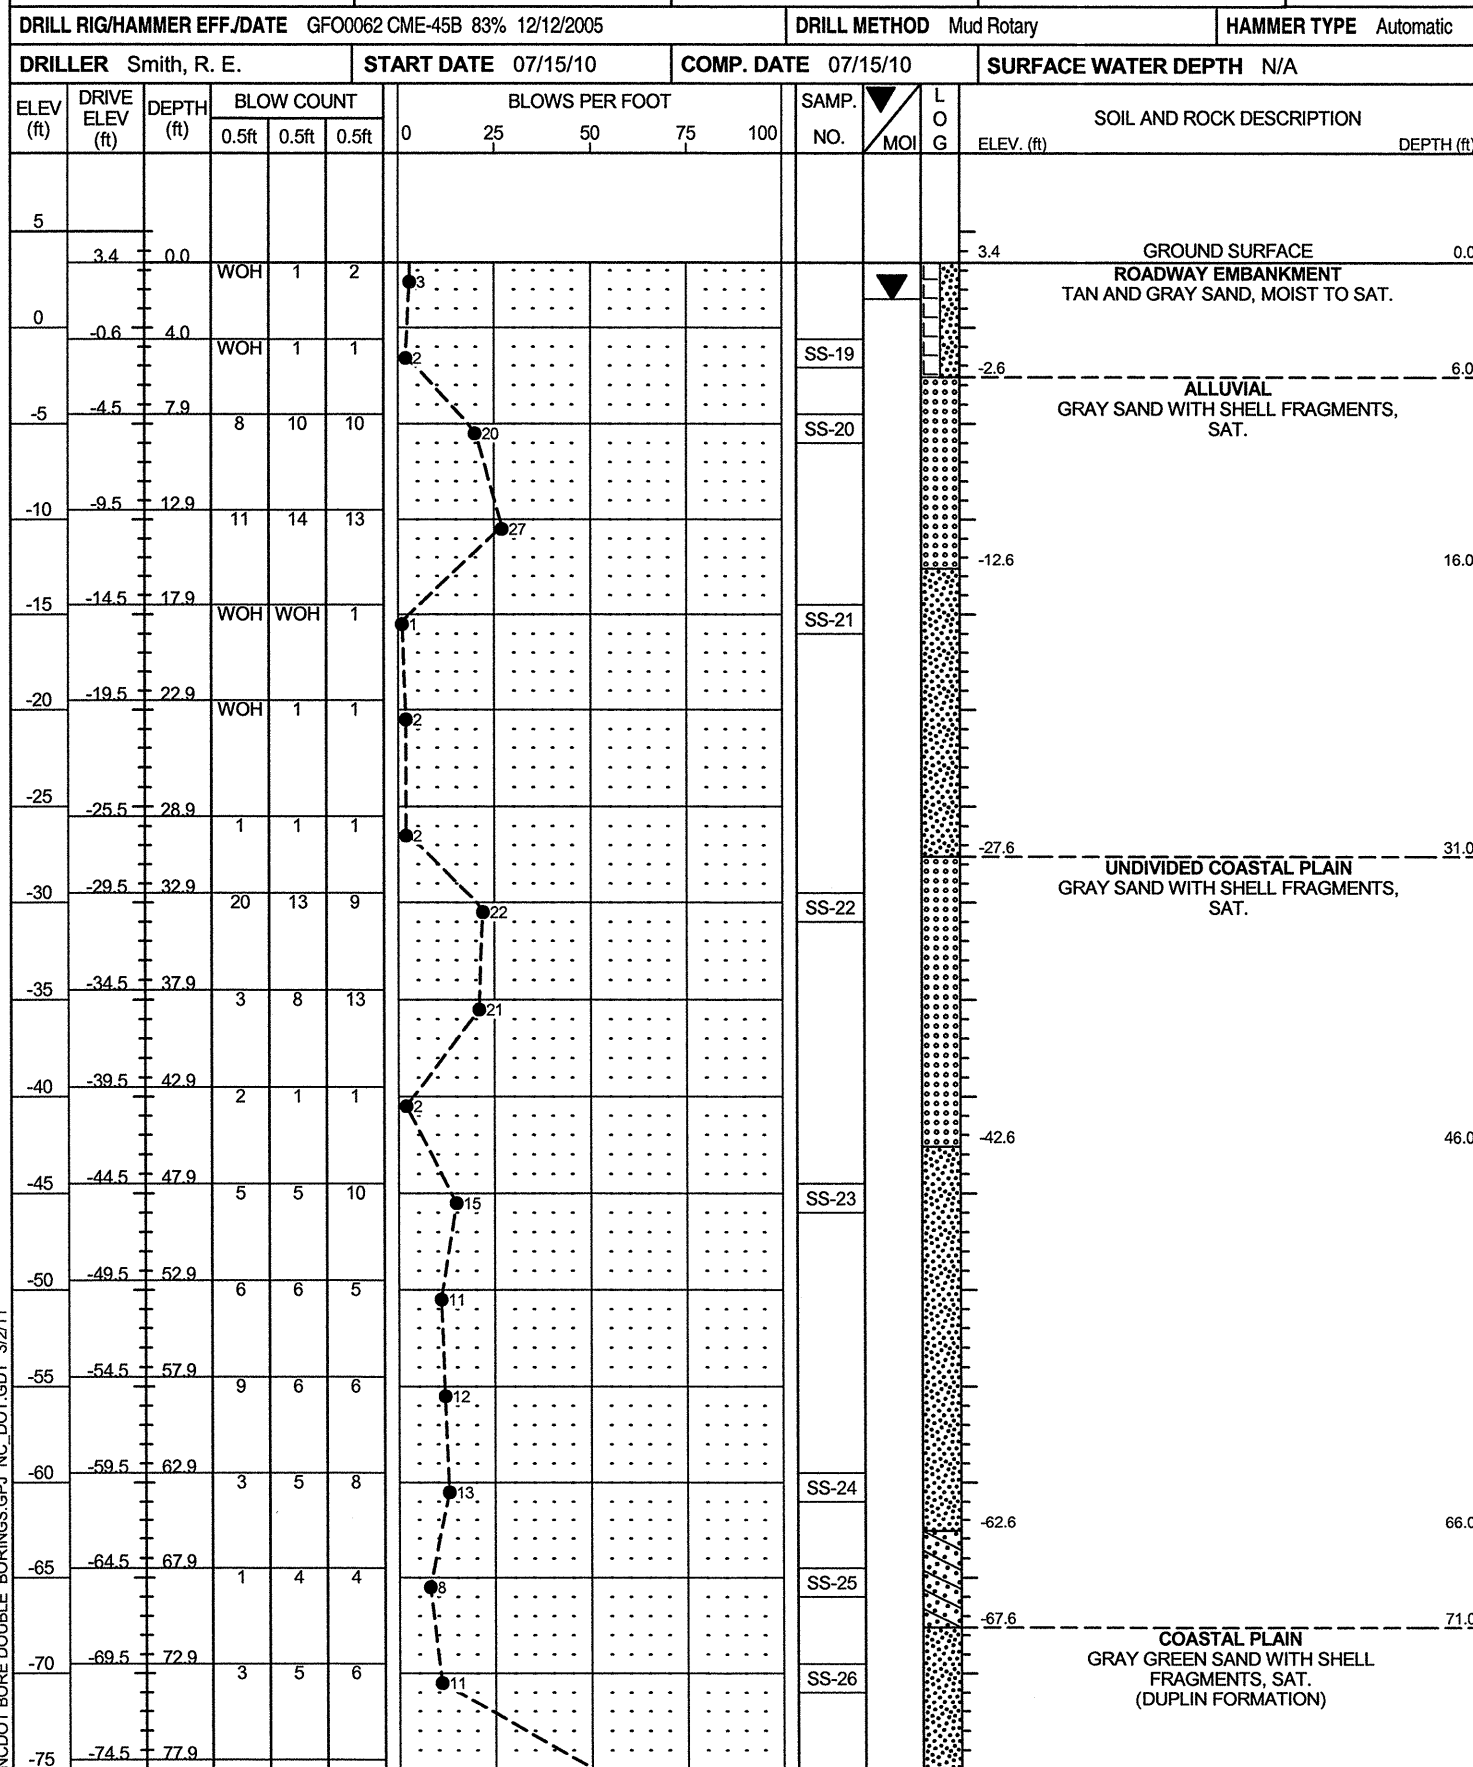 DRILL RIG/HAMMER EFF./DATE GFO0062 CME-45B 83% 12/12/2005 DRILL METHOD Mud Rotary HAMMER TYPE Automatic
DRILLER Smith, R. E. START DATE 07/15/10 COMP. DATE 07/15/10 SURFACE WATER DEPTH N/A
ELEV (ft) DRIVE ELEV (ft) DEPTH (ft) BLOW COUNT BLOWS PER FOOT SAMP. NO. MOI LOG SOIL AND ROCK DESCRIPTION
0.5ft 0.5ft 0.5ft 0 25 50 75 100 ELEV. (ft) DEPTH (ft)
5
3.4 0.0 3.4 GROUND SURFACE 0.0
WOH 1 2 3 ROADWAY EMBANKMENT
TAN AND GRAY SAND, MOIST TO SAT.
0
-0.6 4.0
WOH 1 1 2 SS-19
-2.6 6.0
ALLUVIAL
-5 -4.5 7.9 GRAY SAND WITH SHELL FRAGMENTS,
8 10 10 20 SS-20 SAT.
-10 -9.5 12.9
11 14 13 27
-12.6 16.0
-15 -14.5 17.9
WOH WOH 1 1 SS-21
-20 -19.5 22.9
WOH 1 1 2
-25
-25.5 28.9
1 1 1 2
-27.6 31.0
UNDIVIDED COASTAL PLAIN
-30 -29.5 32.9 GRAY SAND WITH SHELL FRAGMENTS,
20 13 9 22 SS-22 SAT.
-35 -34.5 37.9
3 8 13 21
-40 -39.5 42.9
2 1 1 2
-42.6 46.0
-45 -44.5 47.9
5 5 10 15 SS-23
-50 -49.5 52.9
6 6 5 11
-55 -54.5 57.9
9 6 6 12
-60 -59.5 62.9
3 5 8 13 SS-24
-62.6 66.0
-65 -64.5 67.9
1 4 4 8 SS-25
-67.6 71.0
COASTAL PLAIN
-70 -69.5 72.9 GRAY GREEN SAND WITH SHELL
3 5 6 11 SS-26 FRAGMENTS, SAT.
(DUPLIN FORMATION)
-75 -74.5 77.9
NCDOT BORE DOUBLE BORINGS.GPJ NC_DOT.GDT 3/2/11